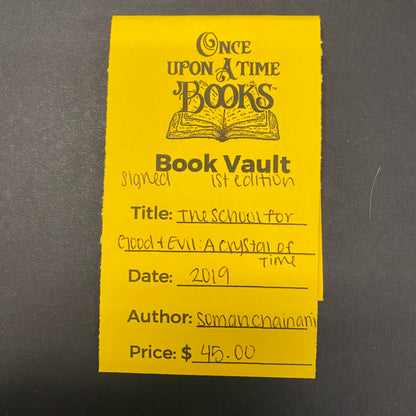 ONCE
UPON A TIME
BOOKS™
Book Vault
signed 1st edition
Title: The School for
Good & Evil: A Crystal of
Time
Date: 2019
Author: Soman Chainani
Price: $ 45.00